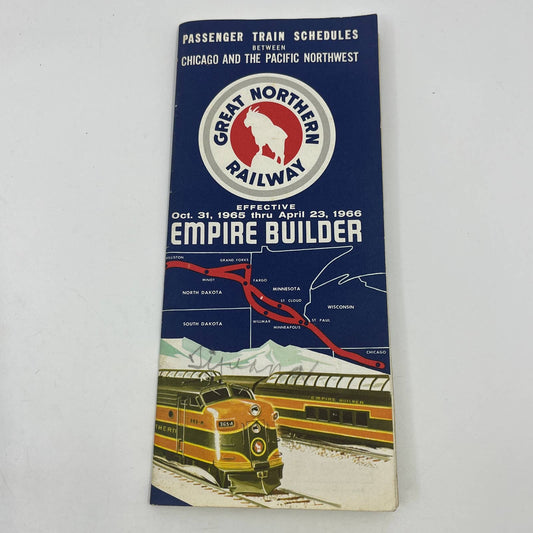 PASSENGER TRAIN SCHEDULES
BETWEEN
CHICAGO AND THE PACIFIC NORTHWEST
GREAT NORTHERN
RAILWAY
EFFECTIVE
Oct. 31, 1965 thru April 23, 1966
EMPIRE BUILDER
GRAND FORKS
MINOT
FARGO
MINNESOTA
NORTH DAKOTA
ST. CLOUD
WISCONSIN
SOUTH DAKOTA
WILLMAR
ST. PAUL
MINNEAPOLIS
CHICAGO
EMPIRE BUILDER